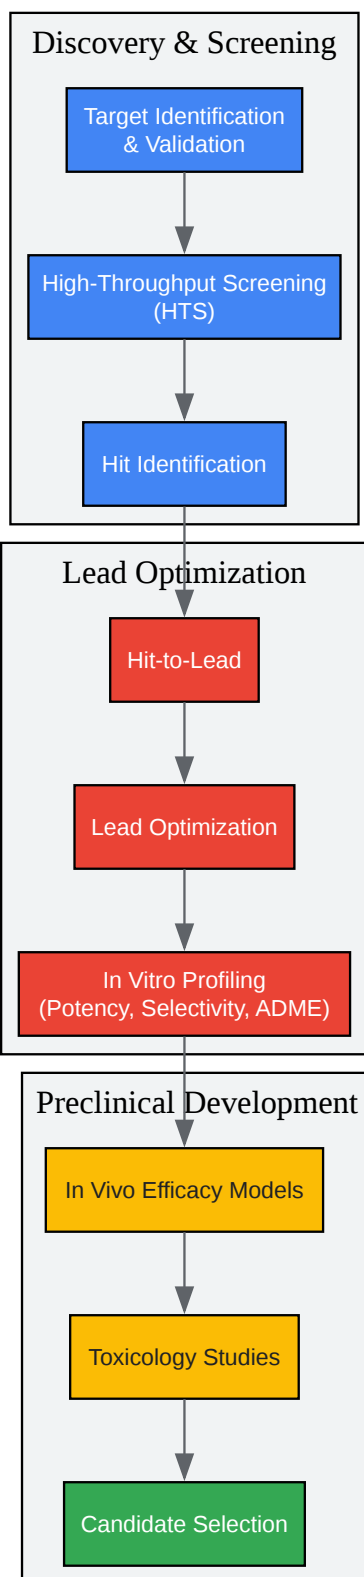 Discovery & Screening
Target Identification
& Validation
High-Throughput Screening
(HTS)
Hit Identification
Lead Optimization
Hit-to-Lead
Lead Optimization
In Vitro Profiling
(Potency, Selectivity, ADME)
Preclinical Development
In Vivo Efficacy Models
Toxicology Studies
Candidate Selection